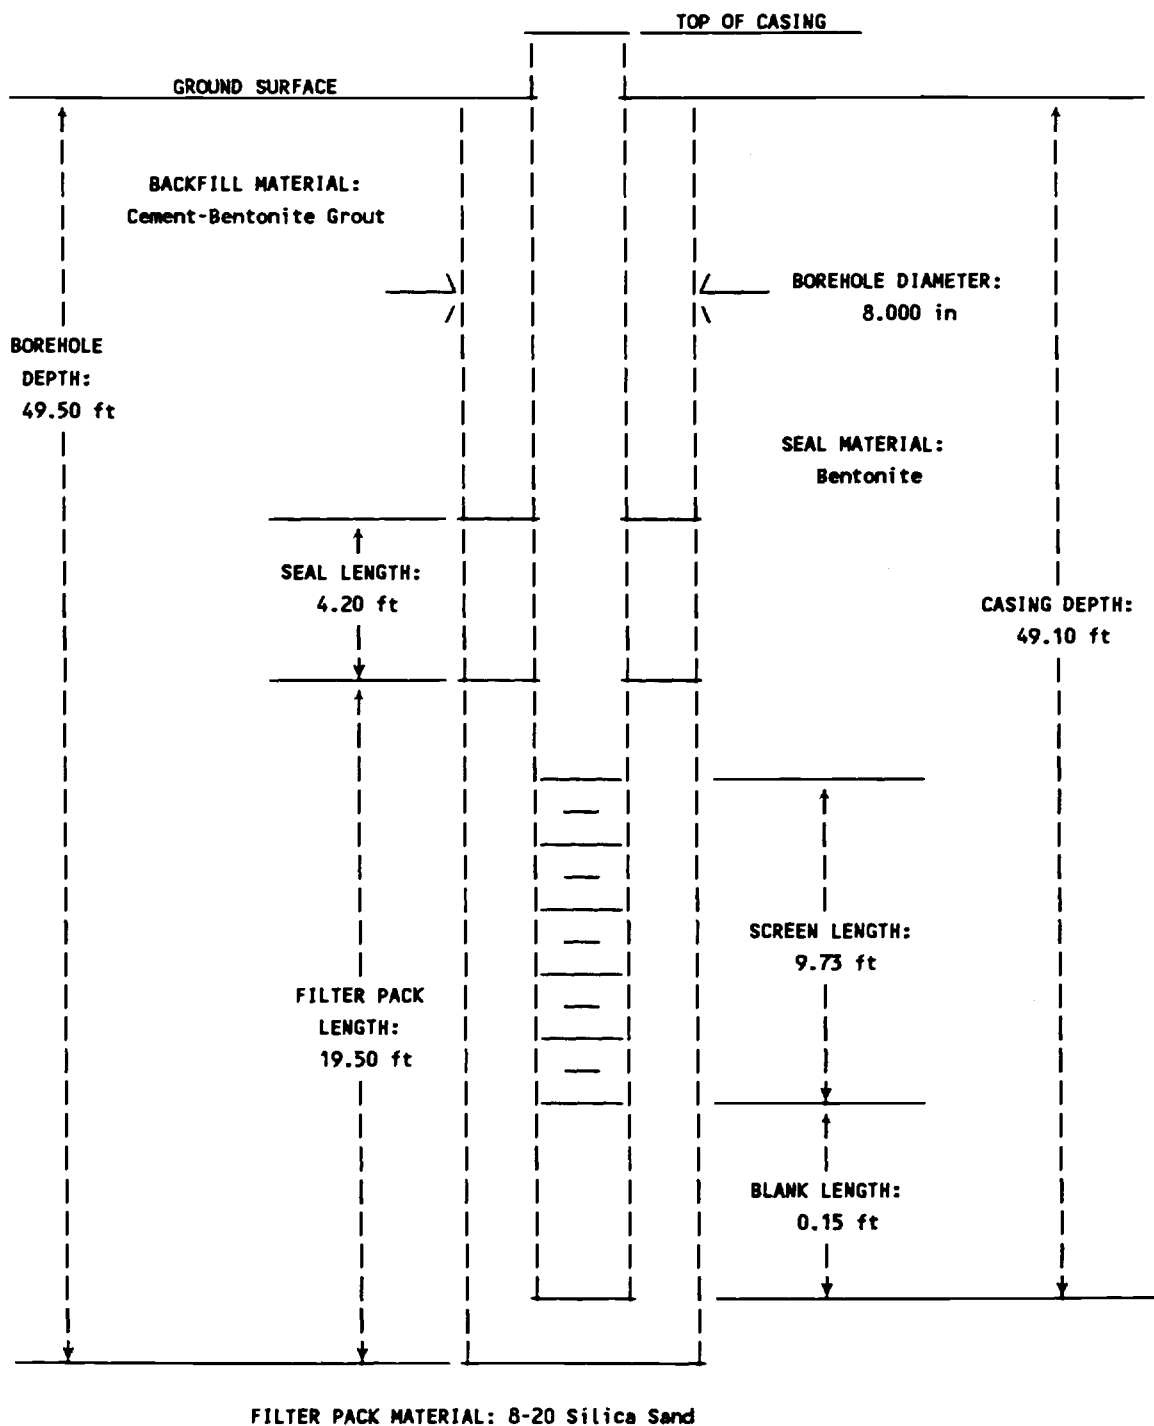 TOP OF CASING
GROUND SURFACE
BACKFILL MATERIAL:
Cement-Bentonite Grout
BOREHOLE DIAMETER:
8.000 in
BOREHOLE
DEPTH:
49.50 ft
SEAL MATERIAL:
Bentonite
SEAL LENGTH:
4.20 ft
CASING DEPTH:
49.10 ft
SCREEN LENGTH:
9.73 ft
FILTER PACK
LENGTH:
19.50 ft
BLANK LENGTH:
0.15 ft
FILTER PACK MATERIAL: 8-20 Silica Sand